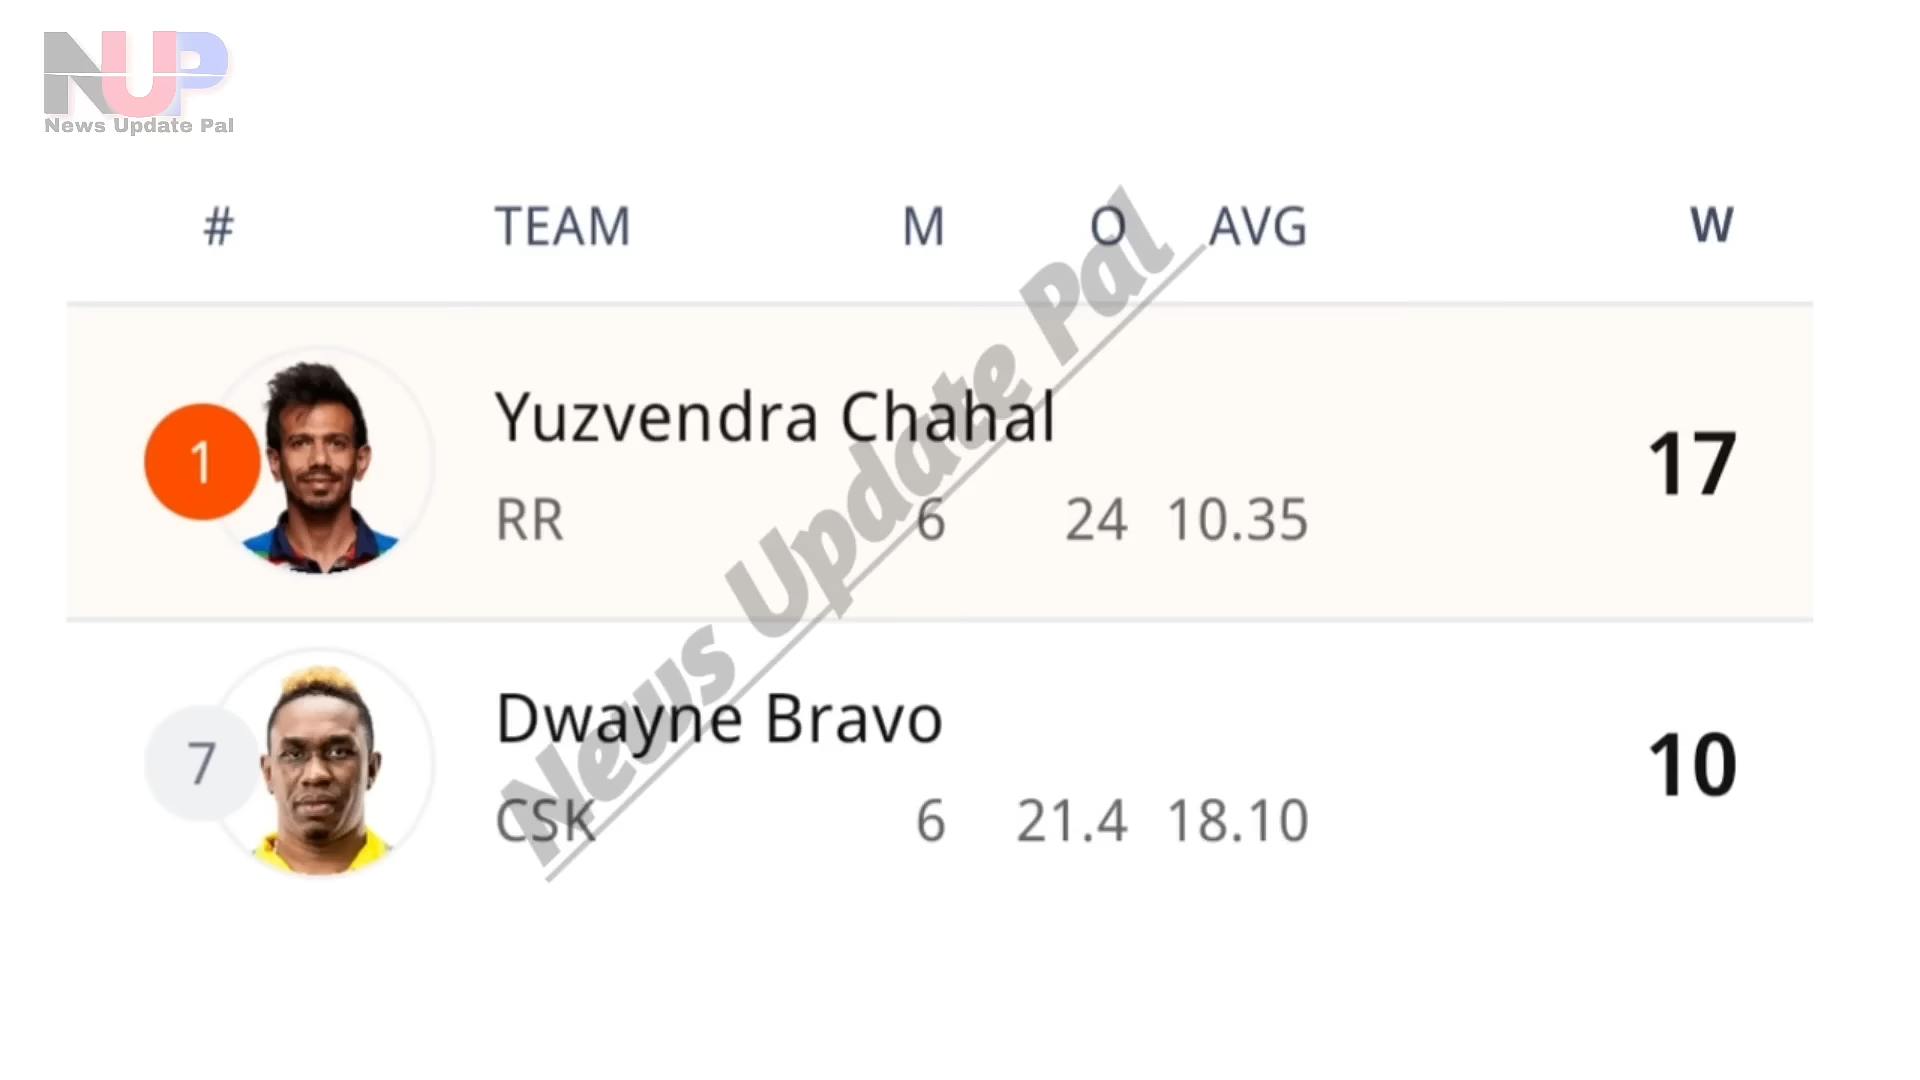 NUP
News Update Pal
# TEAM M O AVG W
1 Yuzvendra Chahal 17
RR 6 24 10.35
7 Dwayne Bravo 10
CSK 6 21.4 18.10
News Update Pal